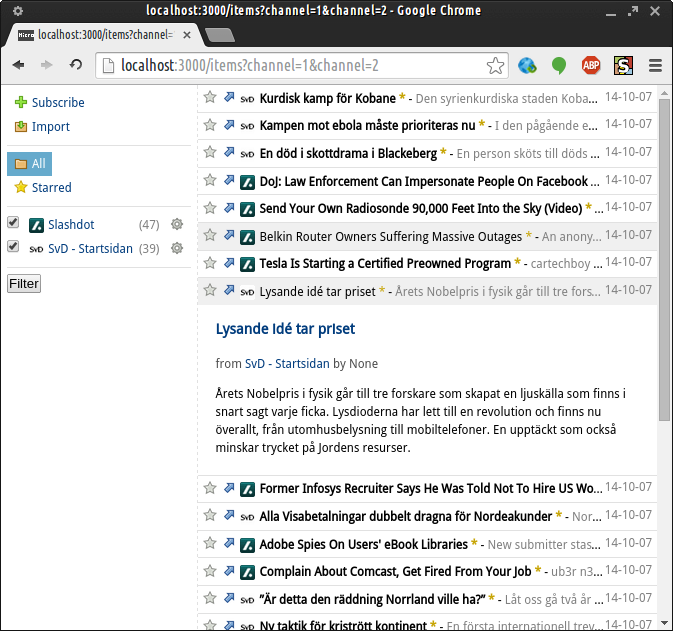 localhost:3000/items?channel=1&channel=2 - Google Chrome
Micro localhost:3000/items?channel=
localhost:3000/items?channel=1&channel=2
ABP
S
Subscribe
Import
All
Starred
Slashdot (47)
SvD SvD - Startsidan (39)
Filter
SvD Kurdisk kamp för Kobane * - Den syrienkurdiska staden Koba... 14-10-07
SvD Kampen mot ebola måste prioriteras nu * - I den pågående e... 14-10-07
SvD En död i skottdrama i Blackeberg * - En person sköts till döds ... 14-10-07
DoJ: Law Enforcement Can Impersonate People On Facebook ... 14-10-07
Send Your Own Radiosonde 90,000 Feet Into the Sky (Video) * ... 14-10-07
Belkin Router Owners Suffering Massive Outages * - An anony... 14-10-07
Tesla Is Starting a Certified Preowned Program * - cartechboy ... 14-10-07
SvD Lysande idé tar priset * - Årets Nobelpris i fysik går till tre fors... 14-10-07
Lysande idé tar priset
from SvD - Startsidan by None
Årets Nobelpris i fysik går till tre forskare som skapat en ljuskälla som finns i
snart sagt varje ficka. Lysdioderna har lett till en revolution och finns nu
överallt, från utomhusbelysning till mobiltelefoner. En upptäckt som också
minskar trycket på Jordens resurser.
Former Infosys Recruiter Says He Was Told Not To Hire US Wo... 14-10-07
SvD Alla Visabetalningar dubbelt dragna för Nordeakunder * - Nor... 14-10-07
Adobe Spies On Users' eBook Libraries * - New submitter stas... 14-10-07
Complain About Comcast, Get Fired From Your Job * - ub3r n3... 14-10-07
SvD ”Är detta den räddning Norrland ville ha?” * - Låt oss gå två år ... 14-10-07
SvD Ny taktik för kristrött kontinent * - En första internationell trev... 14-10-07